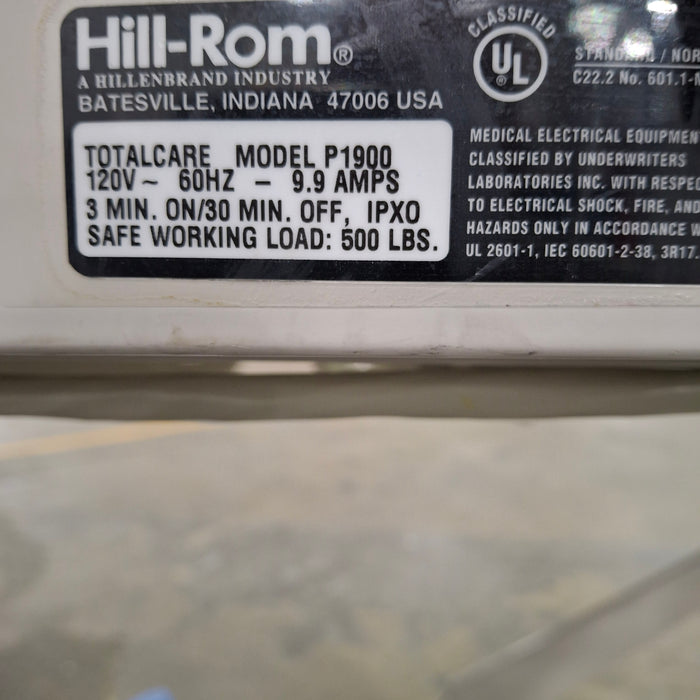 Hill-Rom®
A HILLENBRAND INDUSTRY
BATESVILLE, INDIANA 47006 USA
TOTALCARE MODEL P1900
120V ~ 60HZ – 9.9 AMPS
3 MIN. ON/30 MIN. OFF, IPXO
SAFE WORKING LOAD: 500 LBS.
CLASSIFIED
UL
/ NOR
C22.2 No. 601.1-
MEDICAL ELECTRICAL EQUIPMEN
CLASSIFIED BY UNDERWRITERS
LABORATORIES INC. WITH RESPEC
TO ELECTRICAL SHOCK, FIRE, AND
HAZARDS ONLY IN ACCORDANCE W
UL 2601-1, IEC 60601-2-38, 3R17.